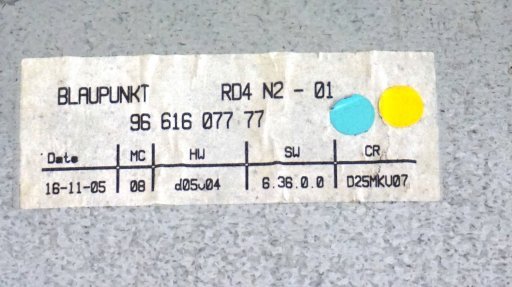 BLAUPUNKT RD4 N2 - 01
96 616 077 77
Date MC HW SW CR
16-11-05 08 d05v04 6.36.0.0 D25MKV07